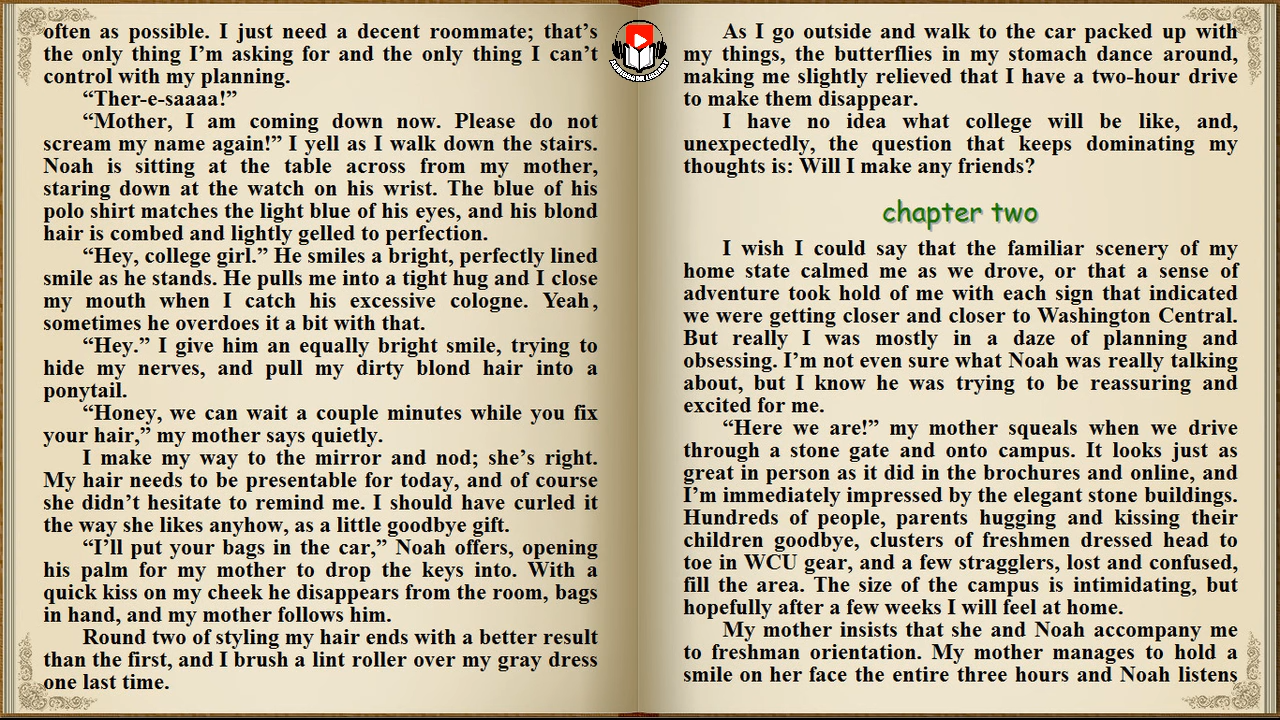 often as possible. I just need a decent roommate; that’s
the only thing I’m asking for and the only thing I can’t
control with my planning.
“Ther-e-saaaa!”
“Mother, I am coming down now. Please do not
scream my name again!” I yell as I walk down the stairs.
Noah is sitting at the table across from my mother,
staring down at the watch on his wrist. The blue of his
polo shirt matches the light blue of his eyes, and his blond
hair is combed and lightly gelled to perfection.
“Hey, college girl.” He smiles a bright, perfectly lined
smile as he stands. He pulls me into a tight hug and I close
my mouth when I catch his excessive cologne. Yeah,
sometimes he overdoes it a bit with that.
“Hey.” I give him an equally bright smile, trying to
hide my nerves, and pull my dirty blond hair into a
ponytail.
“Honey, we can wait a couple minutes while you fix
your hair,” my mother says quietly.
I make my way to the mirror and nod; she’s right.
My hair needs to be presentable for today, and of course
she didn’t hesitate to remind me. I should have curled it
the way she likes anyhow, as a little goodbye gift.
“I’ll put your bags in the car,” Noah offers, opening
his palm for my mother to drop the keys into. With a
quick kiss on my cheek he disappears from the room, bags
in hand, and my mother follows him.
Round two of styling my hair ends with a better result
than the first, and I brush a lint roller over my gray dress
one last time.
AUDIOBOOK LIBRARY
As I go outside and walk to the car packed up with
my things, the butterflies in my stomach dance around,
making me slightly relieved that I have a two-hour drive
to make them disappear.
I have no idea what college will be like, and,
unexpectedly, the question that keeps dominating my
thoughts is: Will I make any friends?
chapter two
I wish I could say that the familiar scenery of my
home state calmed me as we drove, or that a sense of
adventure took hold of me with each sign that indicated
we were getting closer and closer to Washington Central.
But really I was mostly in a daze of planning and
obsessing. I’m not even sure what Noah was really talking
about, but I know he was trying to be reassuring and
excited for me.
“Here we are!” my mother squeals when we drive
through a stone gate and onto campus. It looks just as
great in person as it did in the brochures and online, and
I’m immediately impressed by the elegant stone buildings.
Hundreds of people, parents hugging and kissing their
children goodbye, clusters of freshmen dressed head to
toe in WCU gear, and a few stragglers, lost and confused,
fill the area. The size of the campus is intimidating, but
hopefully after a few weeks I will feel at home.
My mother insists that she and Noah accompany me
to freshman orientation. My mother manages to hold a
smile on her face the entire three hours and Noah listens